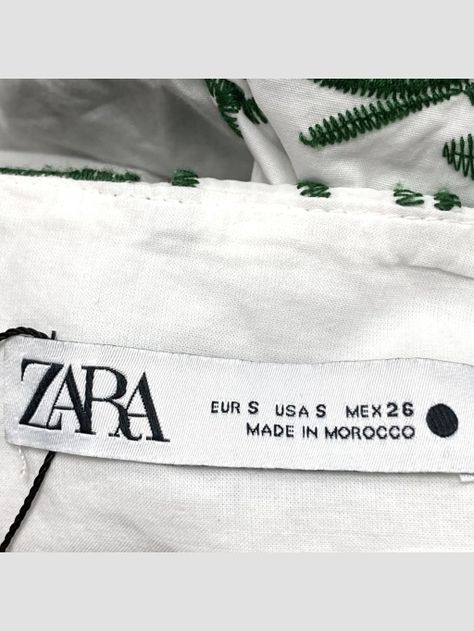 ZARA
EUR S USA S MEX 26
MADE IN MOROCCO